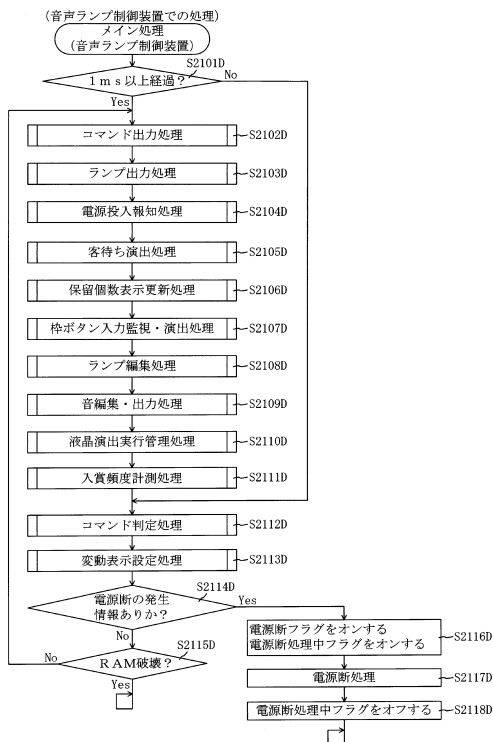 (音声ランプ制御装置での処理)
メイン処理
(音声ランプ制御装置)
S2101D
1ms以上経過?
No
Yes
コマンド出力処理
S2102D
ランプ出力処理
S2103D
電源投入報知処理
S2104D
客待ち演出処理
S2105D
保留個数表示更新処理
S2106D
枠ボタン入力監視・演出処理
S2107D
ランプ編集処理
S2108D
音編集・出力処理
S2109D
液晶演出実行管理処理
S2110D
入賞頻度計測処理
S2111D
コマンド判定処理
S2112D
変動表示設定処理
S2113D
S2114D
電源断の発生
情報ありか?
Yes
No
電源断フラグをオンする
電源断処理中フラグをオンする
S2116D
S2115D
RAM破壊?
No
Yes
電源断処理
S2117D
電源断処理中フラグをオフする
S2118D